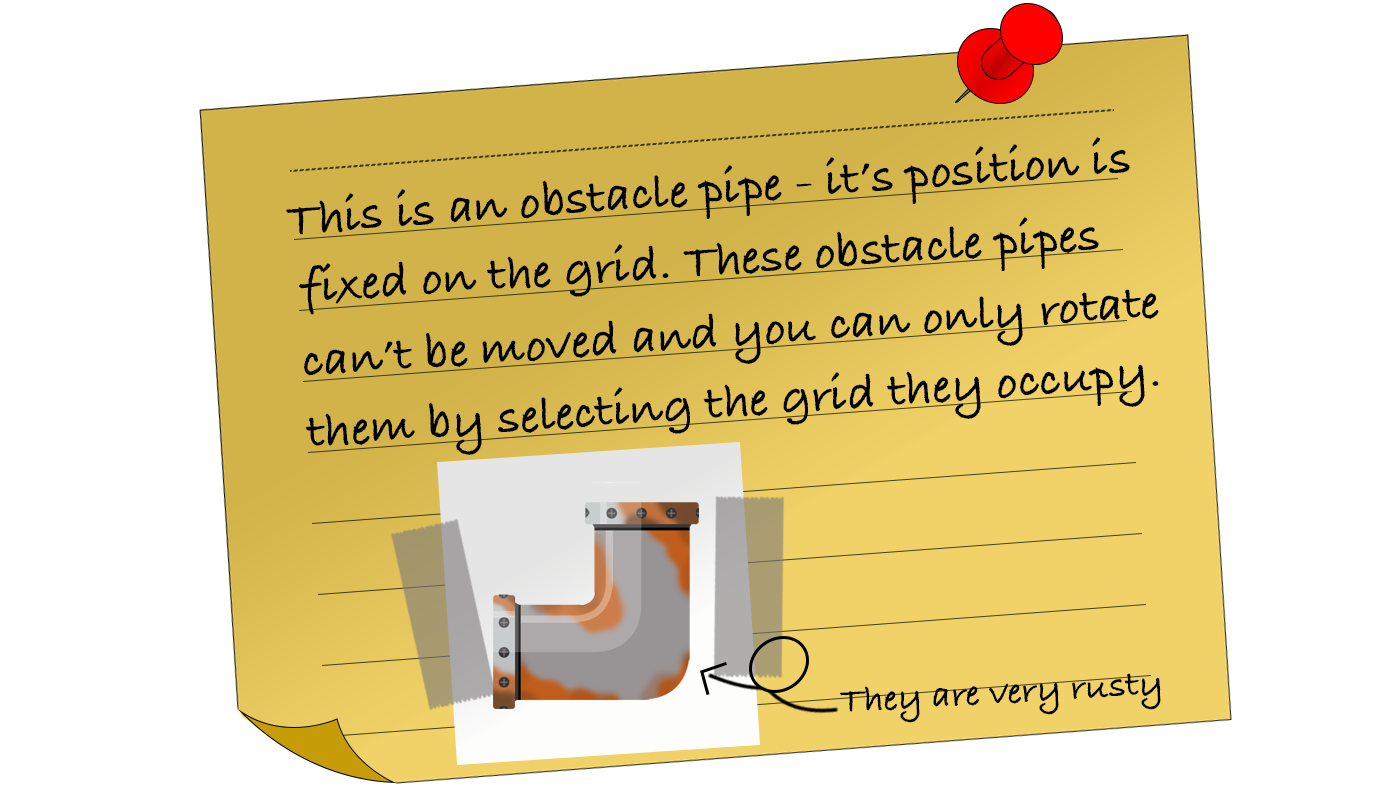 This is an obstacle pipe - it's position is
fixed on the grid. These obstacle pipes
can't be moved and you can only rotate
them by selecting the grid they occupy.
They are very rusty